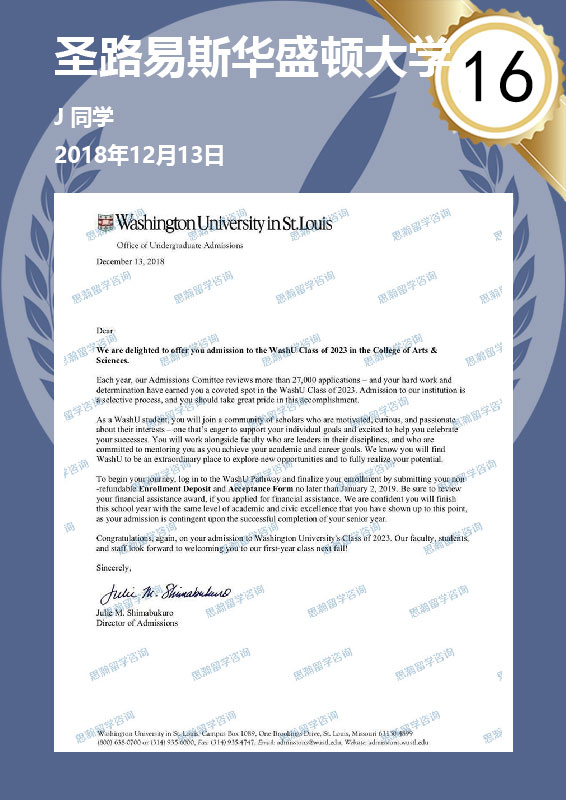 圣路易斯华盛顿大学
16
J 同学
2018年12月13日
Washington University in St. Louis
Office of Undergraduate Admissions
December 13, 2018
Dear
We are delighted to offer you admission to the WashU Class of 2023 in the College of Arts &
Sciences.
Each year, our Admissions Comittee reviews more than 27,000 applications – and your hard work and
determination have earned you a coveted spot in the WashU Class of 2023. Admission to our institution is
a selective process, and you should take great pride in this accomplishment.
As a WashU student, you will join a community of scholars who are motivated, curious, and passionate
about their interests – one that's eager to support your individual goals and excited to help you celebrate
your successes. You will work alongside faculty who are leaders in their disciplines, and who are
committed to mentoring you as you achieve your academic and career goals. We know you will find
WashU to be an extraordinary place to explore new opportunities and to fully realize your potential.
To begin your journey, log in to the WashU Pathway and finalize your enrollment by submitting your non
-refundable Enrollment Deposit and Acceptance Form no later than January 2, 2019. Be sure to review
your financial assistance award, if you applied for financial assistance. We are confident you will finish
this school year with the same level of academic and civic excellence that you have shown up to this point,
as your admission is contingent upon the successful completion of your senior year.
Congratulations, again, on your admission to Washington University's Class of 2023. Our faculty, students,
and staff look forward to welcoming you to our first-year class next fall!
Sincerely,
Julie M. Shimabukuro
Julie M. Shimabukuro
Director of Admissions
Washington University in St. Louis, Campus Box 1089, One Brookings Drive, St. Louis, Missouri 63130-4899
(800) 638-0700 or (314) 935-6000, Fax: (314) 935-4747, Email: admissions@wustl.edu, Website: admissions.wustl.edu
思瀚留学咨询